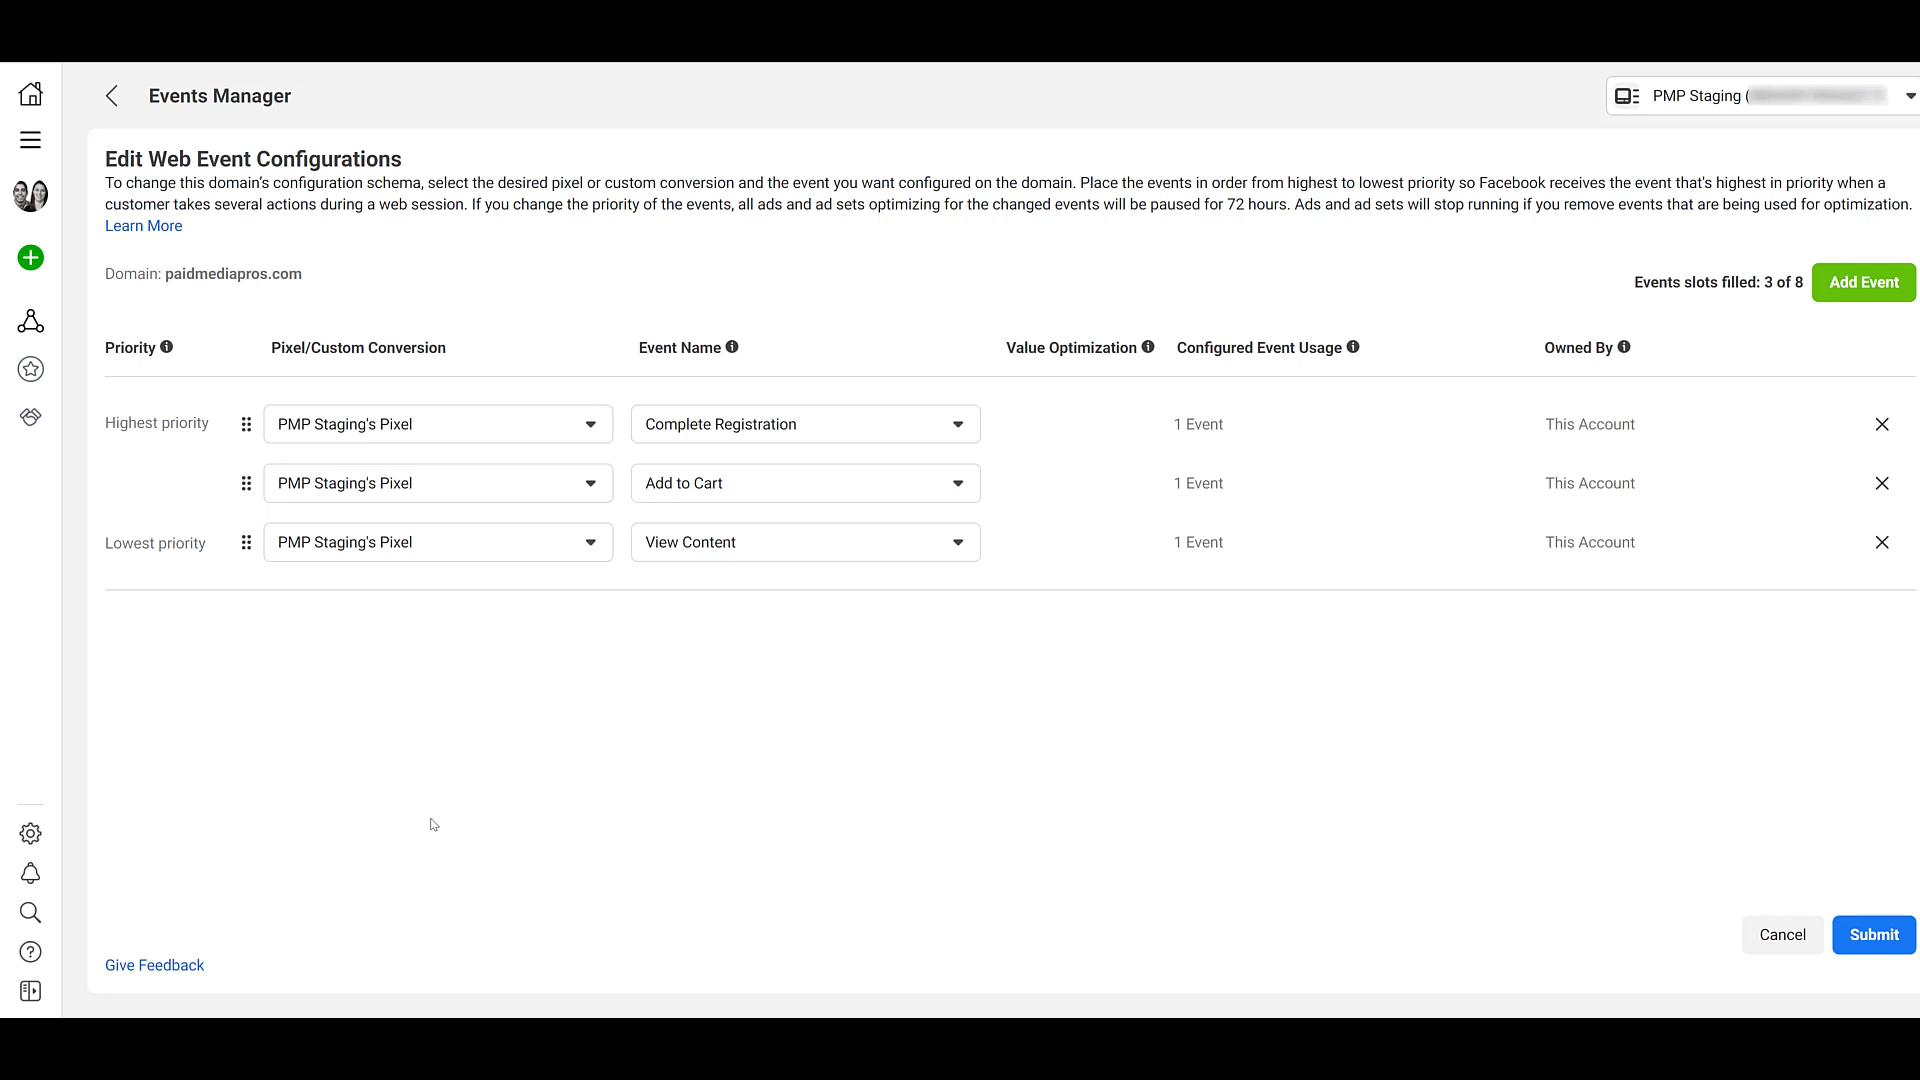 Events Manager
PMP Staging (
Edit Web Event Configurations
To change this domain’s configuration schema, select the desired pixel or custom conversion and the event you want configured on the domain. Place the events in order from highest to lowest priority so Facebook receives the event that's highest in priority when a
customer takes several actions during a web session. If you change the priority of the events, all ads and ad sets optimizing for the changed events will be paused for 72 hours. Ads and ad sets will stop running if you remove events that are being used for optimization.
Learn More
Domain: paidmediapros.com
Events slots filled: 3 of 8 Add Event
Priority Pixel/Custom Conversion Event Name Value Optimization Configured Event Usage Owned By
Highest priority PMP Staging's Pixel Complete Registration 1 Event This Account
PMP Staging's Pixel Add to Cart 1 Event This Account
Lowest priority PMP Staging's Pixel View Content 1 Event This Account
Cancel Submit
Give Feedback